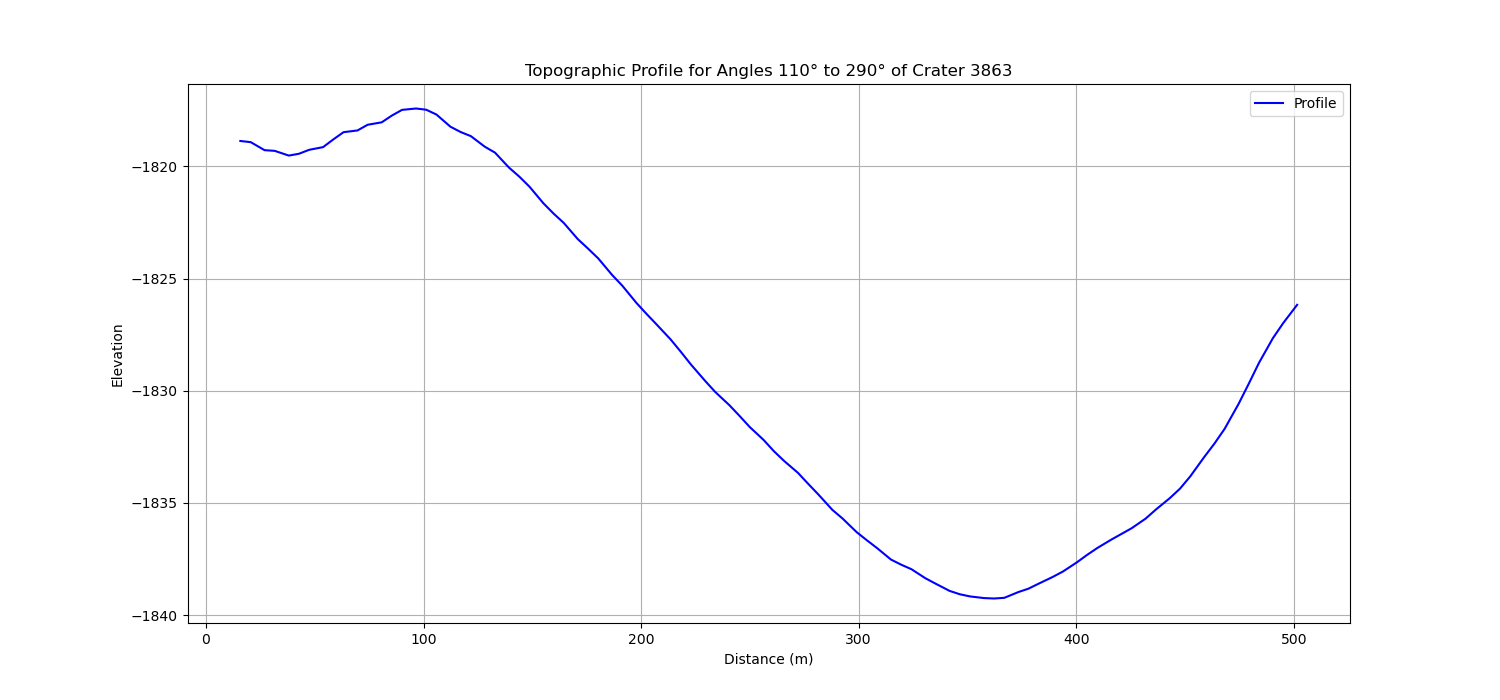 Topographic Profile for Angles 110° to 290° of Crater 3863
Profile
−1820
−1825
−1830
−1835
−1840
Elevation
0 100 200 300 400 500
Distance (m)